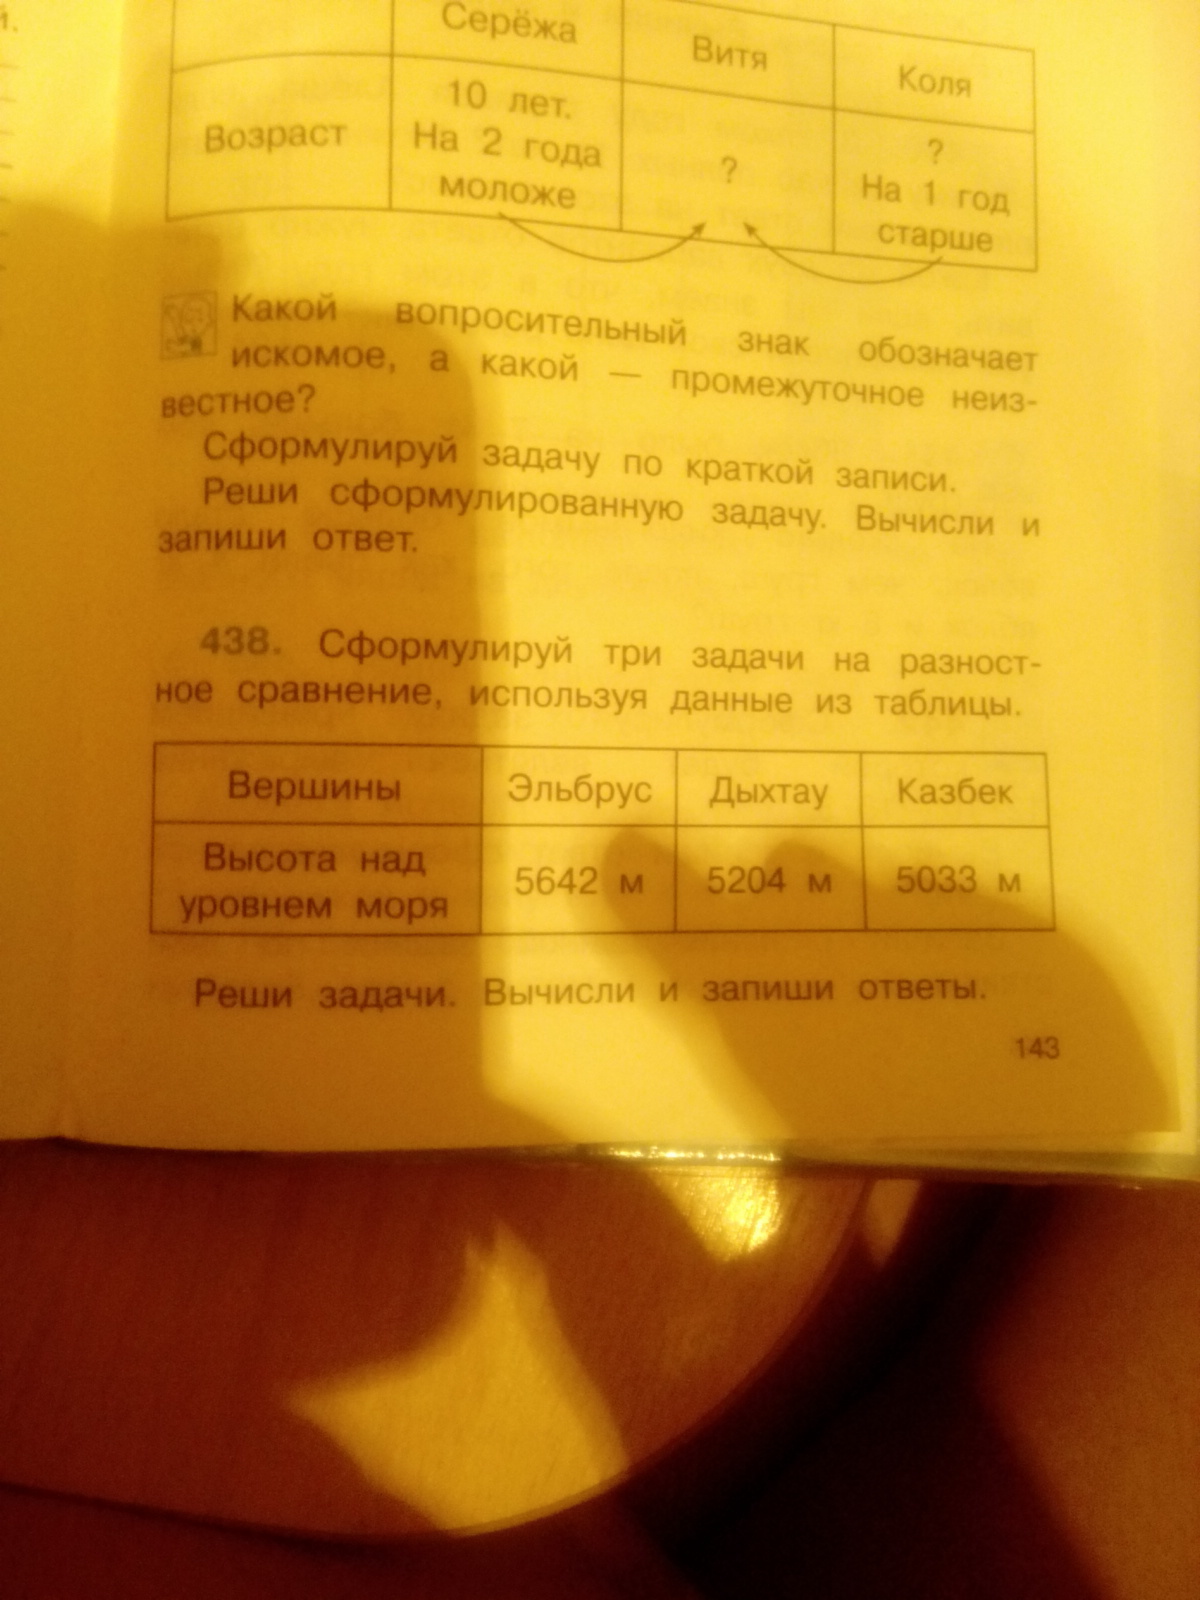 й.
Серёжа Витя Коля
Возраст
10 лет.
На 2 года
моложе
?
?
На 1 год
старше
Какой вопросительный знак обозначает
искомое, а какой — промежуточное неиз-
вестное?
Сформулируй задачу по краткой записи.
Реши сформулированную задачу. Вычисли и
запиши ответ.
438. Сформулируй три задачи на разност-
ное сравнение, используя данные из таблицы.
Вершины Эльбрус Дыхтау Казбек
Высота над
уровнем моря
5642 м 5204 м 5033 м
Реши задачи. Вычисли и запиши ответы.
143